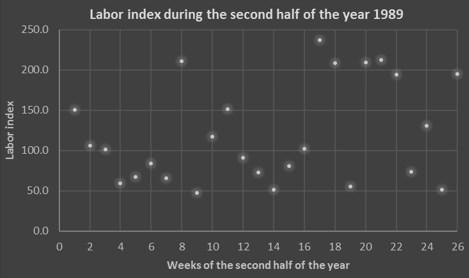 Labor index during the second half of the year 1989
250.0
200.0
150.0
100.0
50.0
0.0
Labor index
0 2 4 6 8 10 12 14 16 18 20 22 24 26
Weeks of the second half of the year